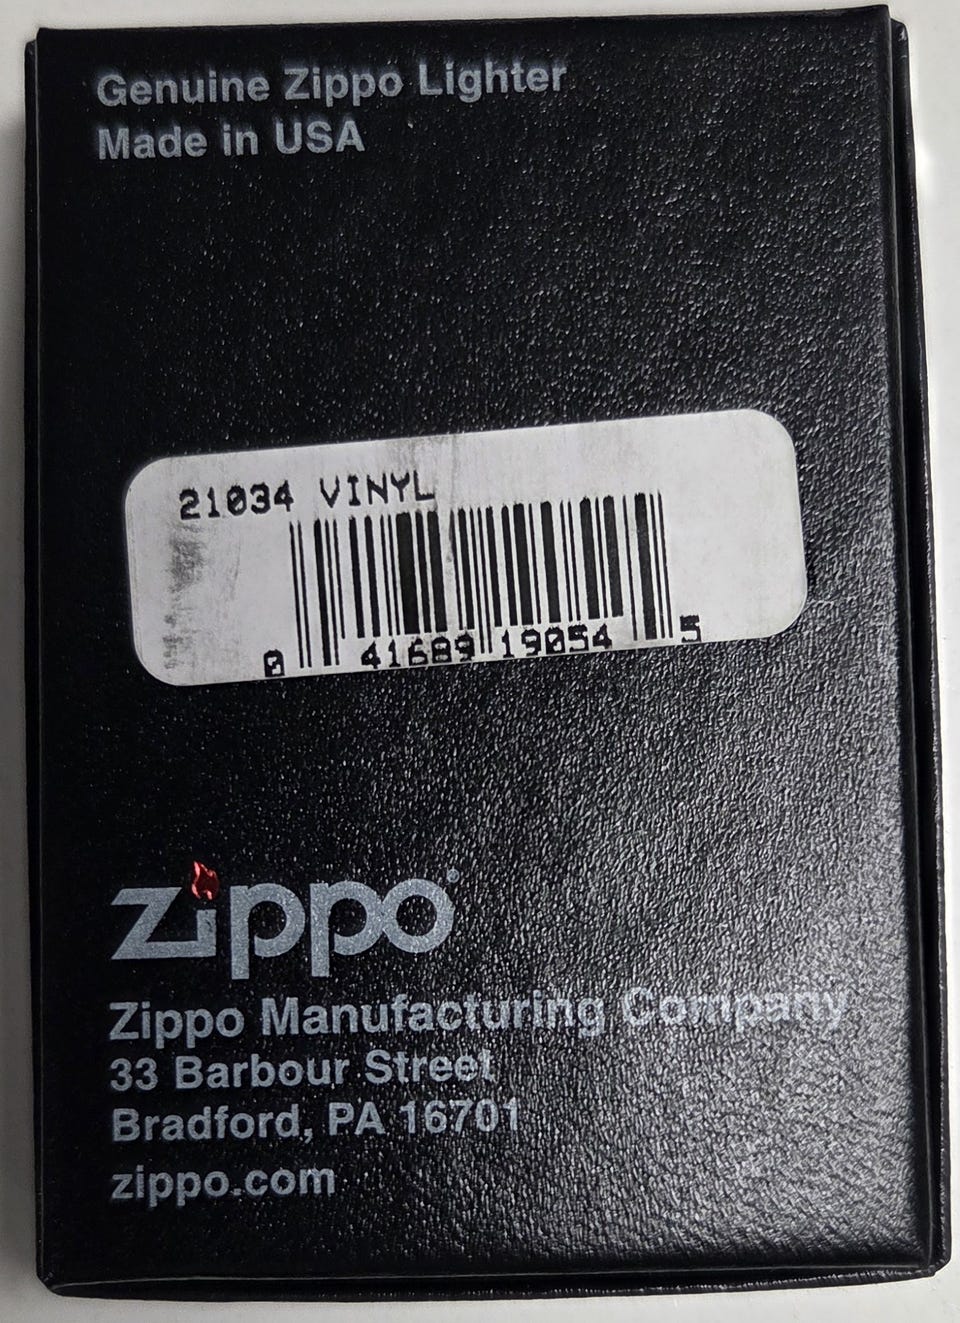 Genuine Zippo Lighter
Made in USA
21034 VINYL
0 41689 19054 5
zippo
Zippo Manufacturing Company
33 Barbour Street
Bradford, PA 16701
zippo.com